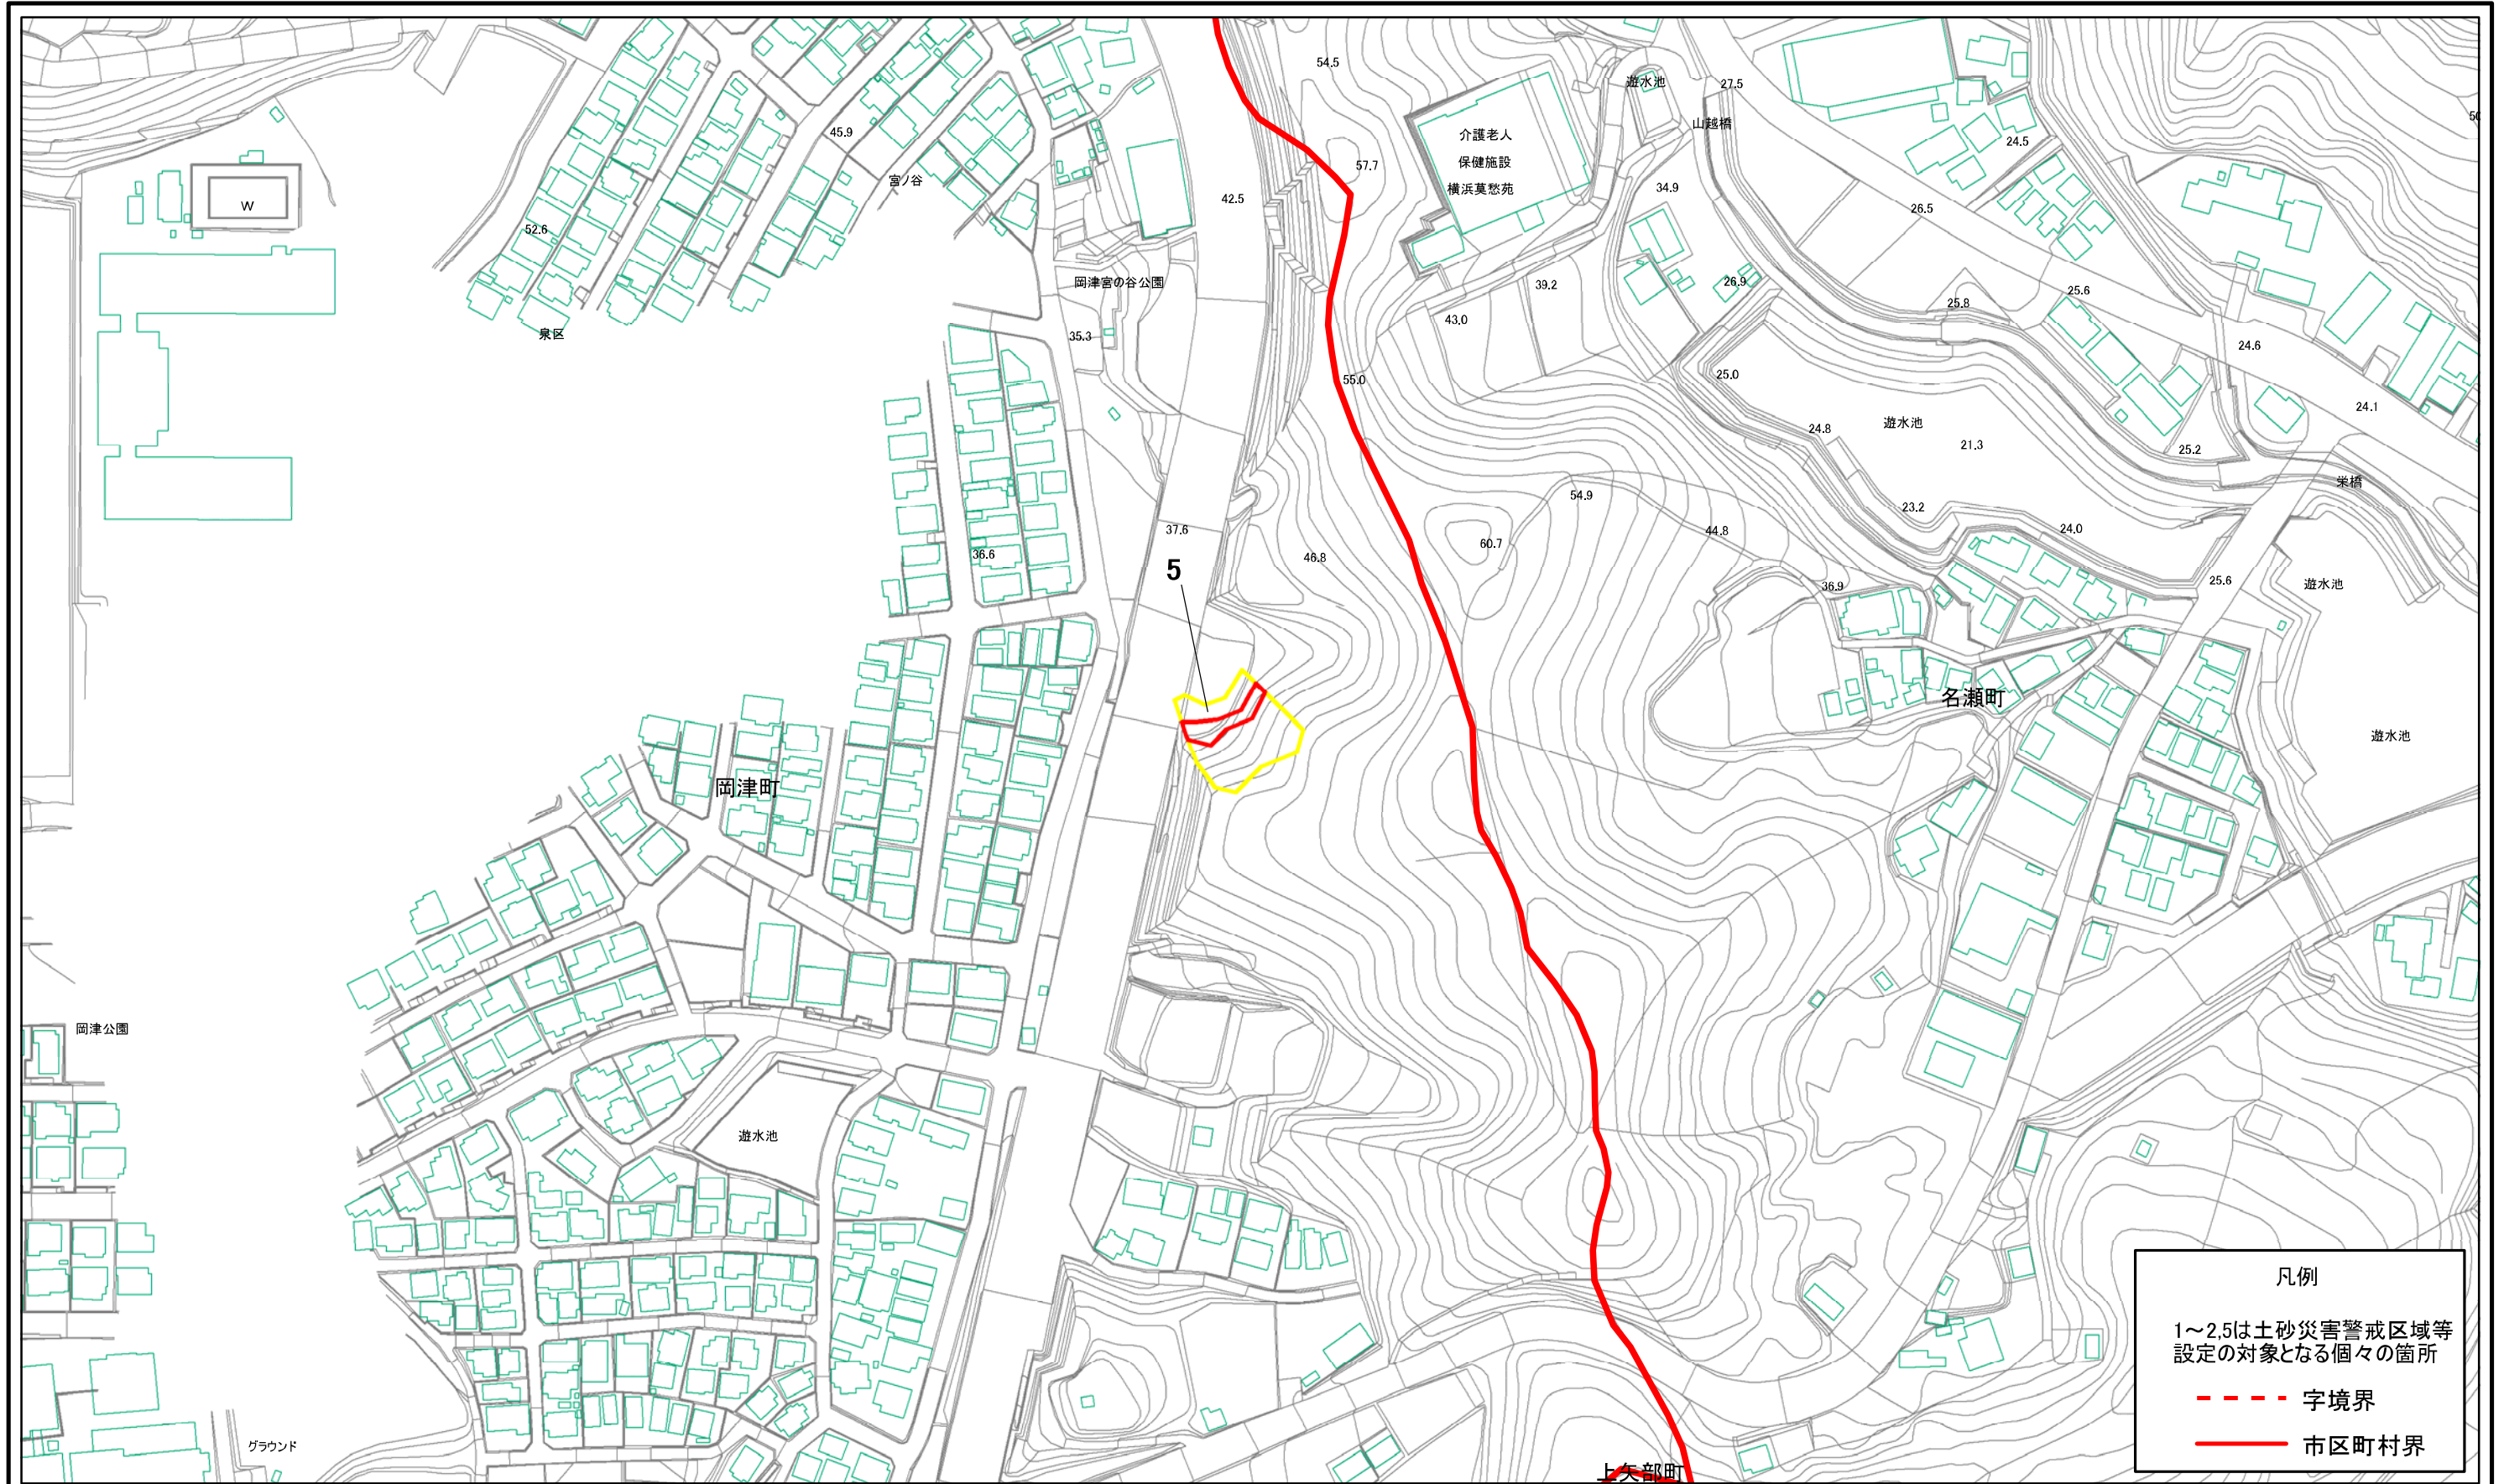 54.5
遊水池
27.5
50
山越橋
45.9
介護老人
保健施設
横浜莫愁苑
24.5
57.7
宮ノ谷
34.9
42.5
W
26.5
52.6
岡津宮の谷公園
39.2
26.9
25.6
25.8
43.0
泉区
35.3
24.6
55.0
25.0
24.1
24.8
遊水池
21.3
25.2
栄橋
54.9
23.2
37.6
44.8
24.0
60.7
36.6
46.8
5
25.6
遊水池
36.9
名瀬町
遊水池
岡津町
岡津公園
遊水池
グラウンド
上矢部町
凡例
1～2,5は土砂災害警戒区域等
設定の対象となる個々の箇所
字境界
市区町村界